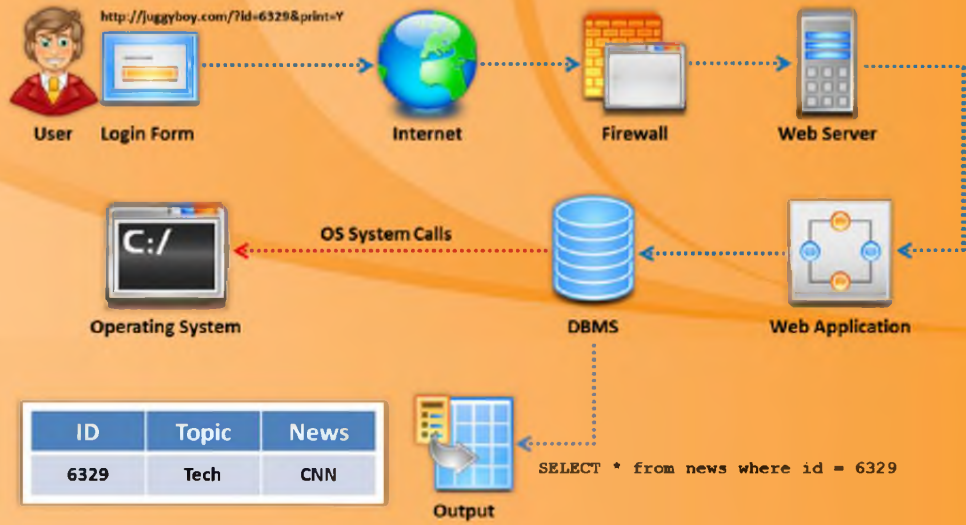 http://juggyboy.com/?id=6329&print=Y
User
Login Form
Internet
Firewall
Web Server
C:/
OS System Calls
Operating System
DBMS
Web Application
ID Topic News
6329 Tech CNN
SELECT * from news where id = 6329
Output